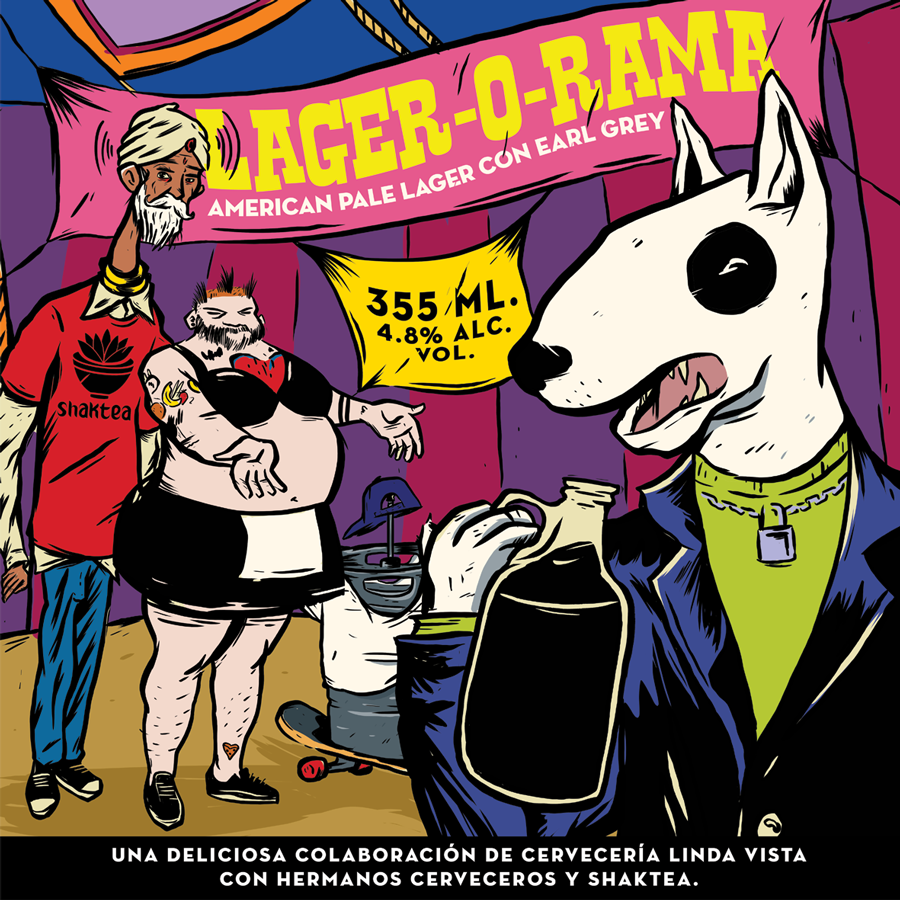 LAGER-O-RAMA
AMERICAN PALE LAGER CON EARL GREY
355 ML.
4.8% ALC.
VOL.
shaktea
UNA DELICIOSA COLABORACIÓN DE CERVECERÍA LINDA VISTA
CON HERMANOS CERVECEROS Y SHAKTEA.